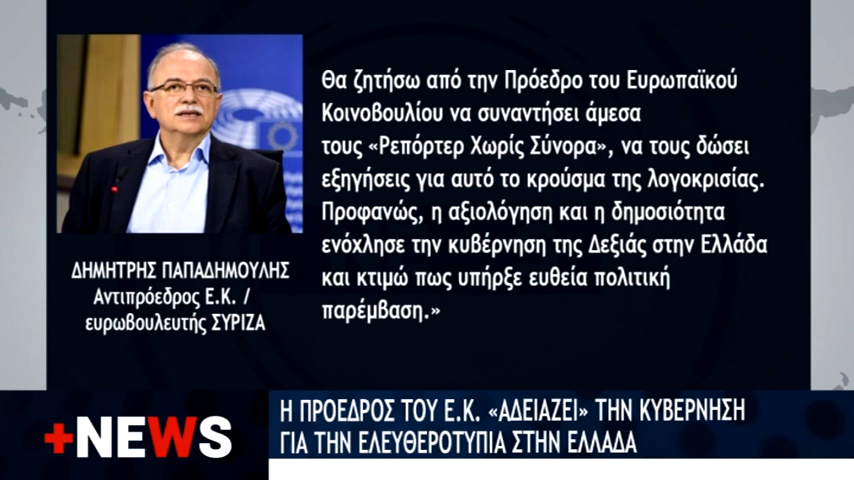 Θα ζητήσω από την Πρόεδρο του Ευρωπαϊκού
Κοινοβουλίου να συναντήσει άμεσα
τους «Ρεπόρτερ Χωρίς Σύνορα», να τους δώσει
εξηγήσεις για αυτό το κρούσμα της λογοκρισίας.
Προφανώς, η αξιολόγηση και η δημοσιότητα
ενόχλησε την κυβέρνηση της Δεξιάς στην Ελλάδα
και κτιμώ πως υπήρξε ευθεία πολιτική
παρέμβαση.»
ΔΗΜΗΤΡΗΣ ΠΑΠΑΔΗΜΟΥΛΗΣ
Αντιπρόεδρος Ε.Κ. /
ευρωβουλευτής ΣΥΡΙΖΑ
+NEWS
Η ΠΡΟΕΔΡΟΣ ΤΟΥ Ε.Κ. «ΑΔΕΙΑΖΕΙ» ΤΗΝ ΚΥΒΕΡΝΗΣΗ
ΓΙΑ ΤΗΝ ΕΛΕΥΘΕΡΟΤΥΠΙΑ ΣΤΗΝ ΕΛΛΑΔΑ